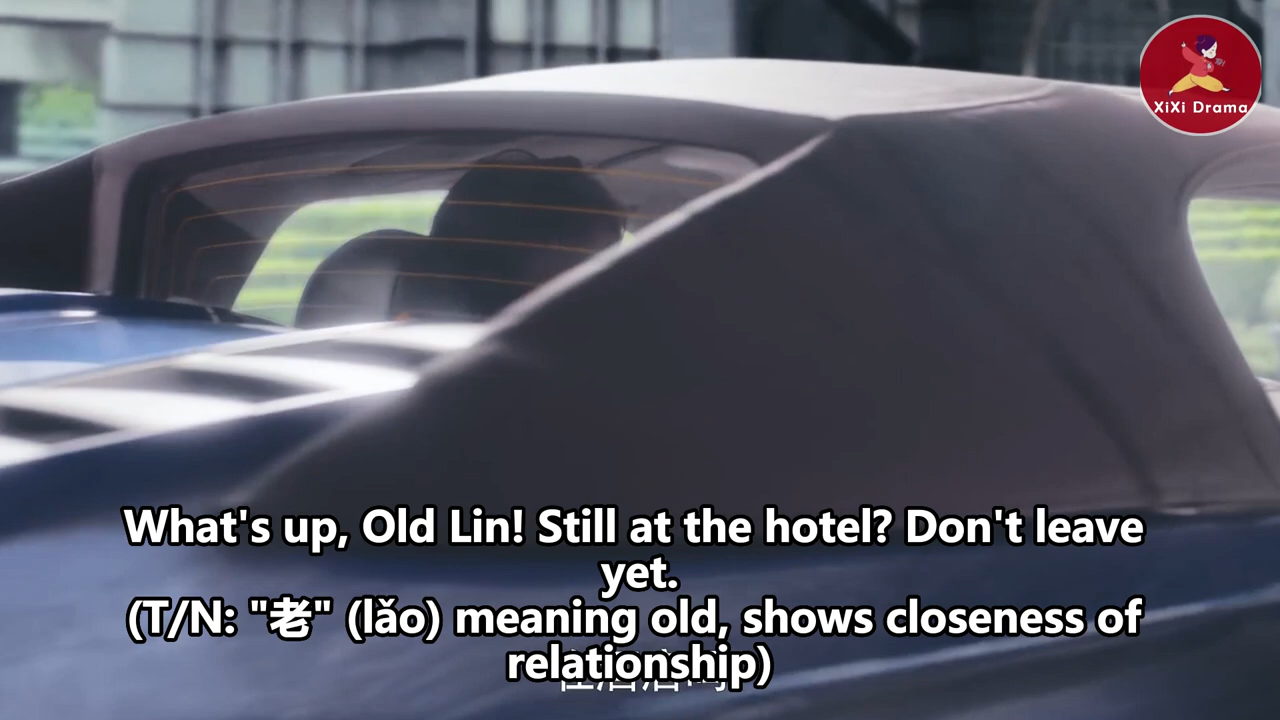 XiXi Drama
What's up, Old Lin! Still at the hotel? Don't leave
yet.
(T/N: "老" (lǎo) meaning old, shows closeness of
relationship)